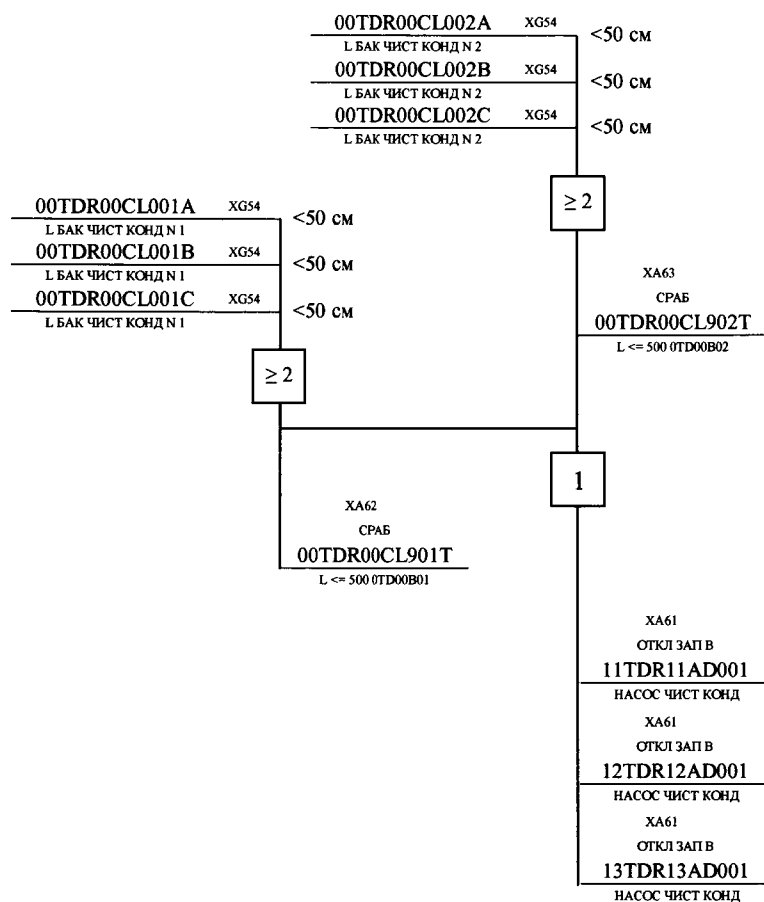 00TDR00CL002A XG54 <50 см
L БАК ЧИСТ КОНД N 2
00TDR00CL002B XG54 <50 см
L БАК ЧИСТ КОНД N 2
00TDR00CL002C XG54 <50 см
L БАК ЧИСТ КОНД N 2
≥ 2
00TDR00CL001A XG54 <50 см
L БАК ЧИСТ КОНД N 1
00TDR00CL001B XG54 <50 см
L БАК ЧИСТ КОНД N 1
00TDR00CL001C XG54 <50 см
L БАК ЧИСТ КОНД N 1
≥ 2
XA63
СРАБ
00TDR00CL902T
L <= 500 0TD00B02
1
XA62
СРАБ
00TDR00CL901T
L <= 500 0TD00B01
XA61
ОТКЛ ЗАП В
11TDR11AD001
НАСОС ЧИСТ КОНД
XA61
ОТКЛ ЗАП В
12TDR12AD001
НАСОС ЧИСТ КОНД
XA61
ОТКЛ ЗАП В
13TDR13AD001
НАСОС ЧИСТ КОНД